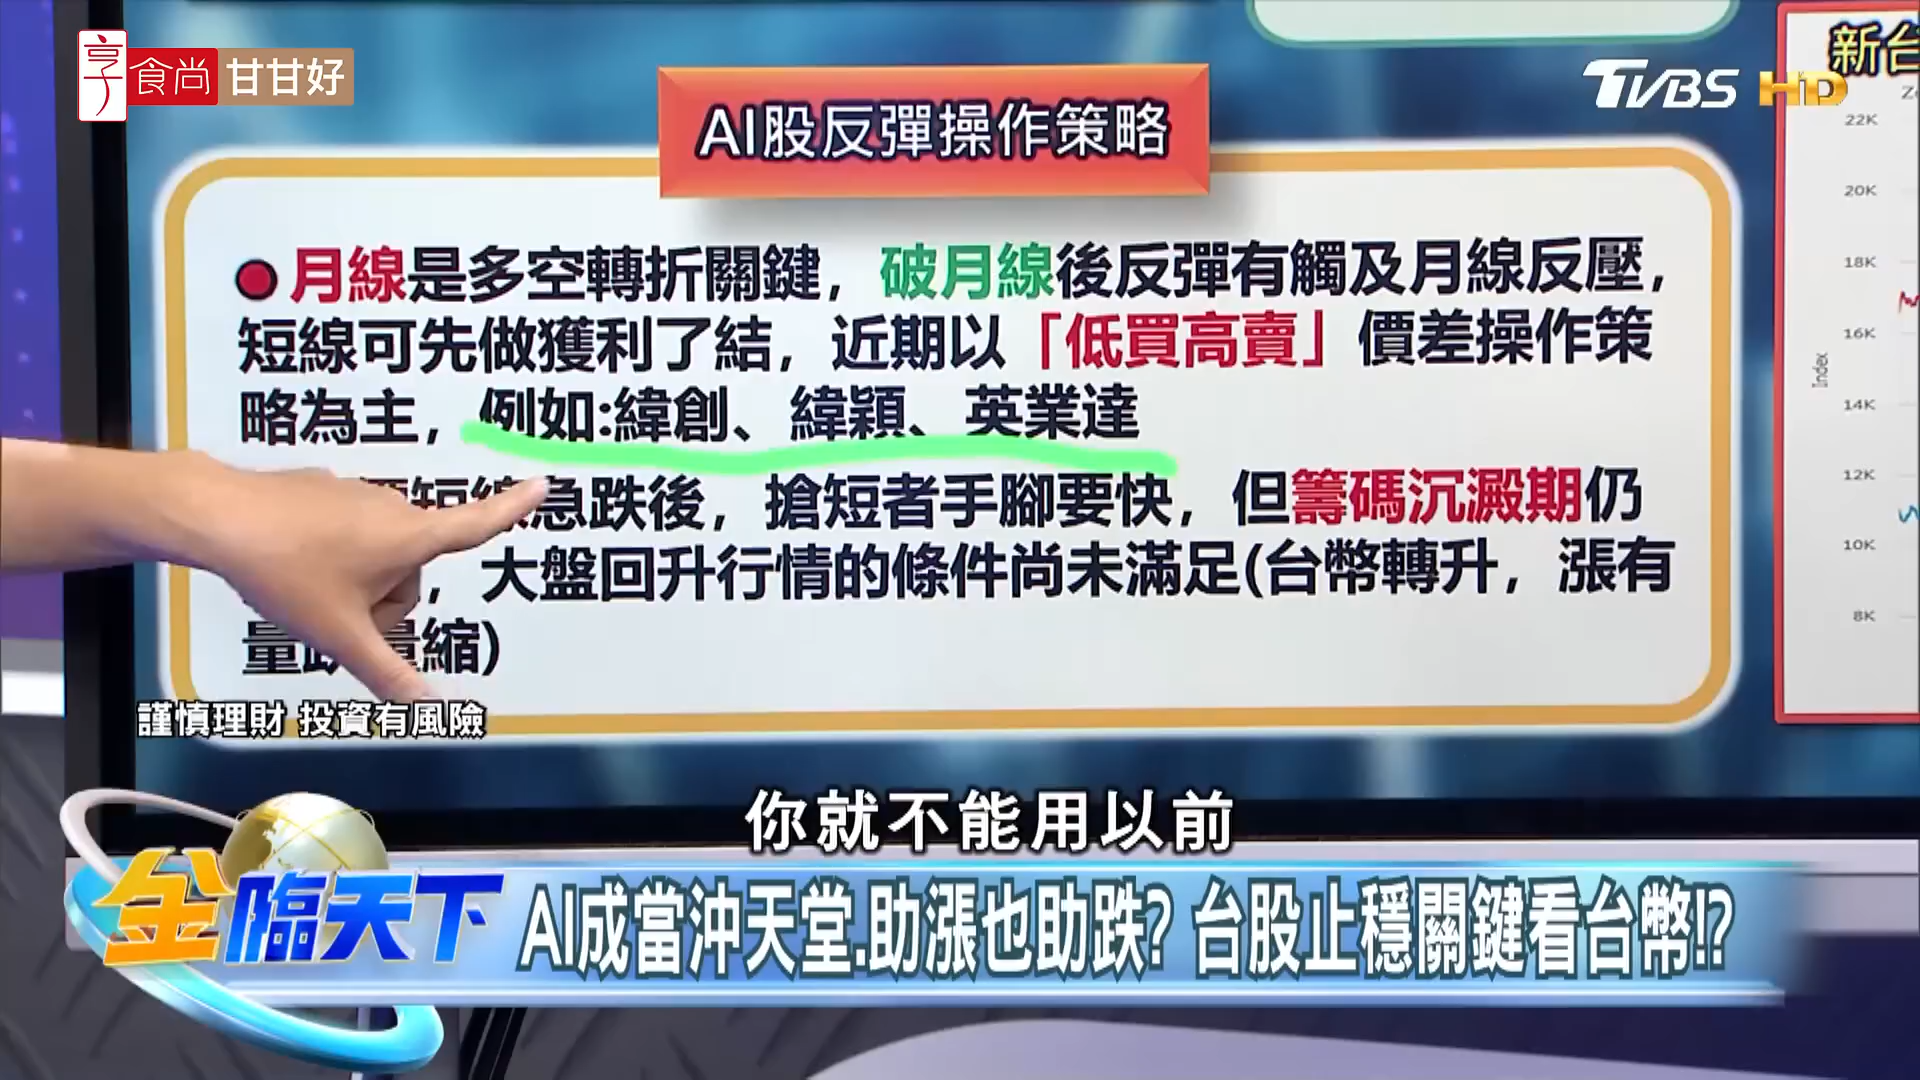 享食尚 甘甘好
TVBS HD
AI股反彈操作策略
●月線是多空轉折關鍵，破月線後反彈有觸及月線反壓，
短線可先做獲利了結，近期以「低買高賣」價差操作策
略為主，例如:緯創、緯穎、英業達
短線急跌後，搶短者手腳要快，但籌碼沉澱期仍
，大盤回升行情的條件尚未滿足(台幣轉升，漲有
量跌量縮)
新台
22K
20K
18K
16K
14K
12K
10K
8K
Index
謹慎理財 投資有風險
你就不能用以前
金臨天下
AI成當沖天堂.助漲也助跌? 台股止穩關鍵看台幣!?